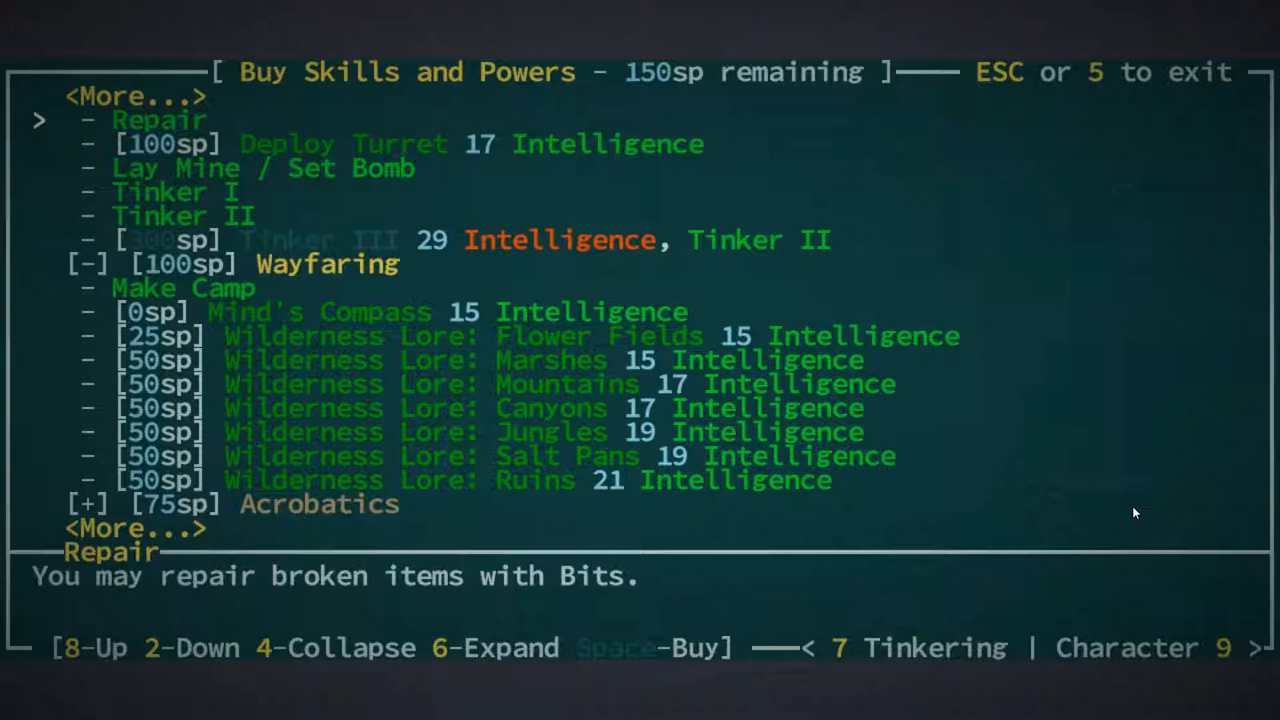 [ Buy Skills and Powers - 150sp remaining ] ESC or 5 to exit
<More...>
> - Repair
- [100sp] Deploy Turret 17 Intelligence
- Lay Mine / Set Bomb
- Tinker I
- Tinker II
- [300sp] Tinker III 29 Intelligence, Tinker II
[-] [100sp] Wayfaring
- Make Camp
- [0sp] Mind's Compass 15 Intelligence
- [25sp] Wilderness Lore: Flower Fields 15 Intelligence
- [50sp] Wilderness Lore: Marshes 15 Intelligence
- [50sp] Wilderness Lore: Mountains 17 Intelligence
- [50sp] Wilderness Lore: Canyons 17 Intelligence
- [50sp] Wilderness Lore: Jungles 19 Intelligence
- [50sp] Wilderness Lore: Salt Pans 19 Intelligence
- [50sp] Wilderness Lore: Ruins 21 Intelligence
[+] [75sp] Acrobatics
<More...>
Repair
You may repair broken items with Bits.
[8-Up 2-Down 4-Collapse 6-Expand Space-Buy] < 7 Tinkering | Character 9 >